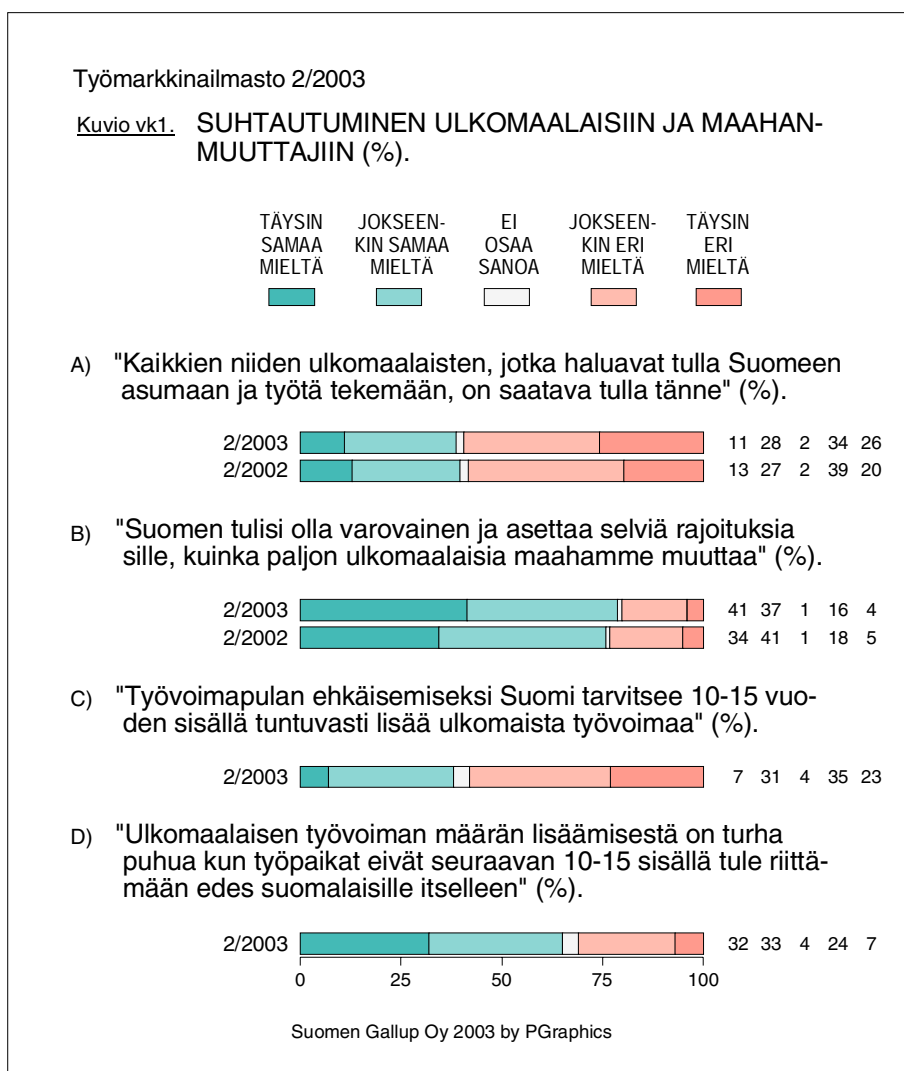 Työmarkkinailmasto 2/2003
Kuvio vk1. SUHTAUTUMINEN ULKOMAALAISIIN JA MAAHAN-
MUUTTAJIIN (%).
TÄYSIN JOKSEEN- EI JOKSEEN- TÄYSIN
SAMAA KIN SAMAA OSAA KIN ERI ERI
MIELTÄ MIELTÄ SANOA MIELTÄ MIELTÄ
A) "Kaikkien niiden ulkomaalaisten, jotka haluavat tulla Suomeen
asumaan ja työtä tekemään, on saatava tulla tänne" (%).
2/2003 11 28 2 34 26
2/2002 13 27 2 39 20
B) "Suomen tulisi olla varovainen ja asettaa selviä rajoituksia
sille, kuinka paljon ulkomaalaisia maahamme muuttaa" (%).
2/2003 41 37 1 16 4
2/2002 34 41 1 18 5
C) "Työvoimapulan ehkäisemiseksi Suomi tarvitsee 10-15 vuo-
den sisällä tuntuvasti lisää ulkomaista työvoimaa" (%).
2/2003 7 31 4 35 23
D) "Ulkomaalaisen työvoiman määrän lisäämisestä on turha
puhua kun työpaikat eivät seuraavan 10-15 sisällä tule riittä-
mään edes suomalaisille itselleen" (%).
2/2003 32 33 4 24 7
0 25 50 75 100
Suomen Gallup Oy 2003 by PGraphics